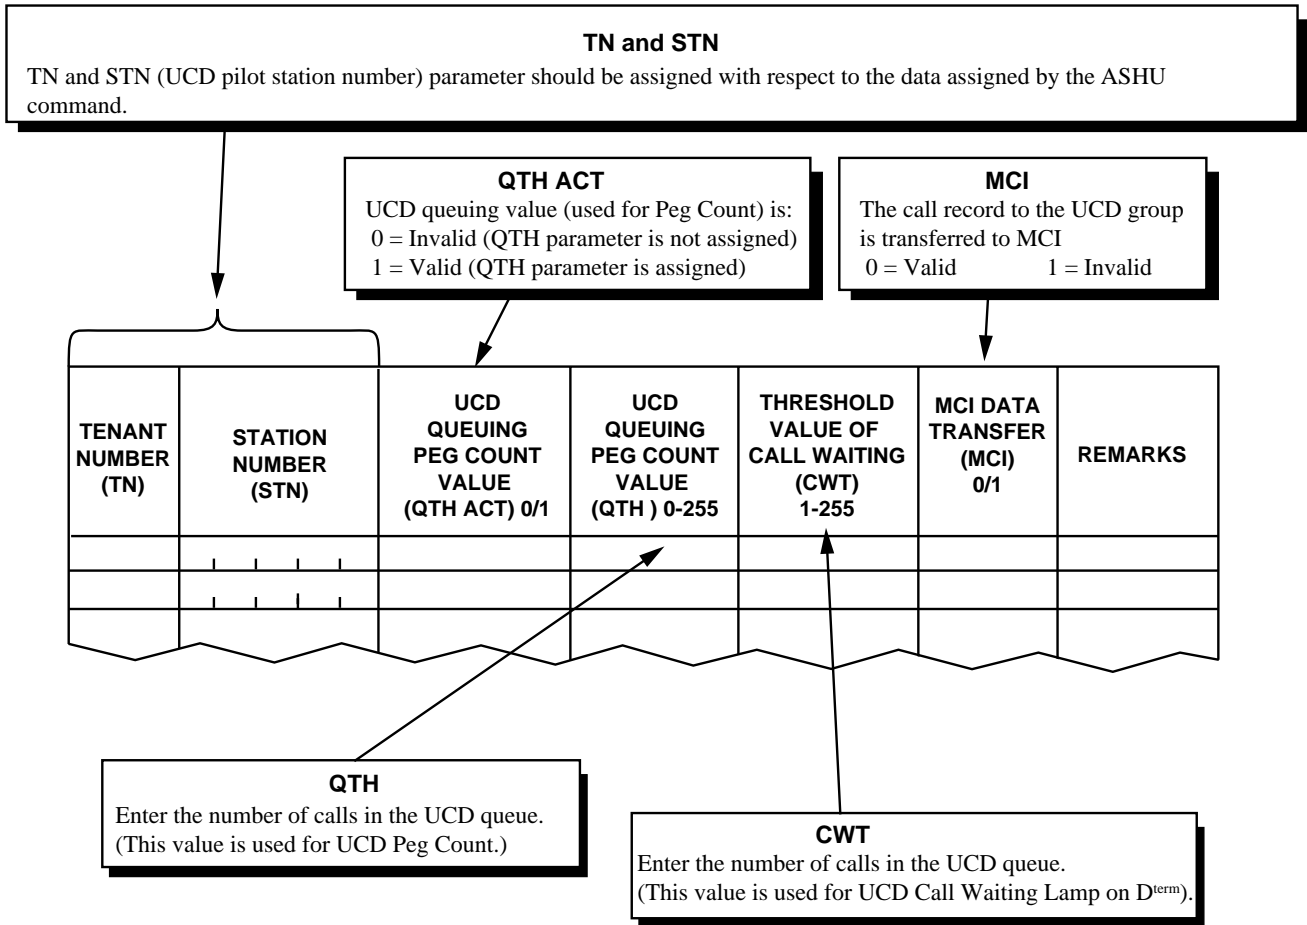 TN and STN
TN and STN (UCD pilot station number) parameter should be assigned with respect to the data assigned by the ASHU
command.
QTH ACT
UCD queuing value (used for Peg Count) is:
0 = Invalid (QTH parameter is not assigned)
1 = Valid (QTH parameter is assigned)
MCI
The call record to the UCD group
is transferred to MCI
0 = Valid 1 = Invalid
TENANT
NUMBER
(TN)
STATION
NUMBER
(STN)
UCD
QUEUING
PEG COUNT
VALUE
(QTH ACT) 0/1
UCD
QUEUING
PEG COUNT
VALUE
(QTH ) 0-255
THRESHOLD
VALUE OF
CALL WAITING
(CWT)
1-255
MCI DATA
TRANSFER
(MCI)
0/1
REMARKS
QTH
Enter the number of calls in the UCD queue.
(This value is used for UCD Peg Count.)
CWT
Enter the number of calls in the UCD queue.
(This value is used for UCD Call Waiting Lamp on Dterm).